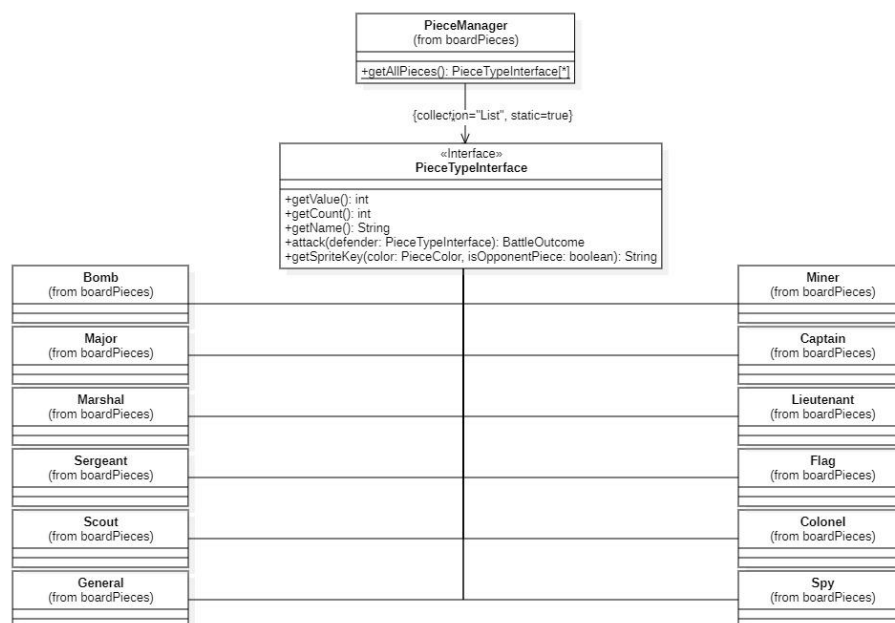 PieceManager
(from boardPieces)
+getAllPieces(): PieceTypeInterface[*]
{collection="List", static=true}
«Interface»
PieceTypeInterface
+getValue(): int
+getCount(): int
+getName(): String
+attack(defender: PieceTypeInterface): BattleOutcome
+getSpriteKey(color: PieceColor, isOpponentPiece: boolean): String
Bomb
(from boardPieces)
Miner
(from boardPieces)
Major
(from boardPieces)
Captain
(from boardPieces)
Marshal
(from boardPieces)
Lieutenant
(from boardPieces)
Sergeant
(from boardPieces)
Flag
(from boardPieces)
Scout
(from boardPieces)
Colonel
(from boardPieces)
General
(from boardPieces)
Spy
(from boardPieces)